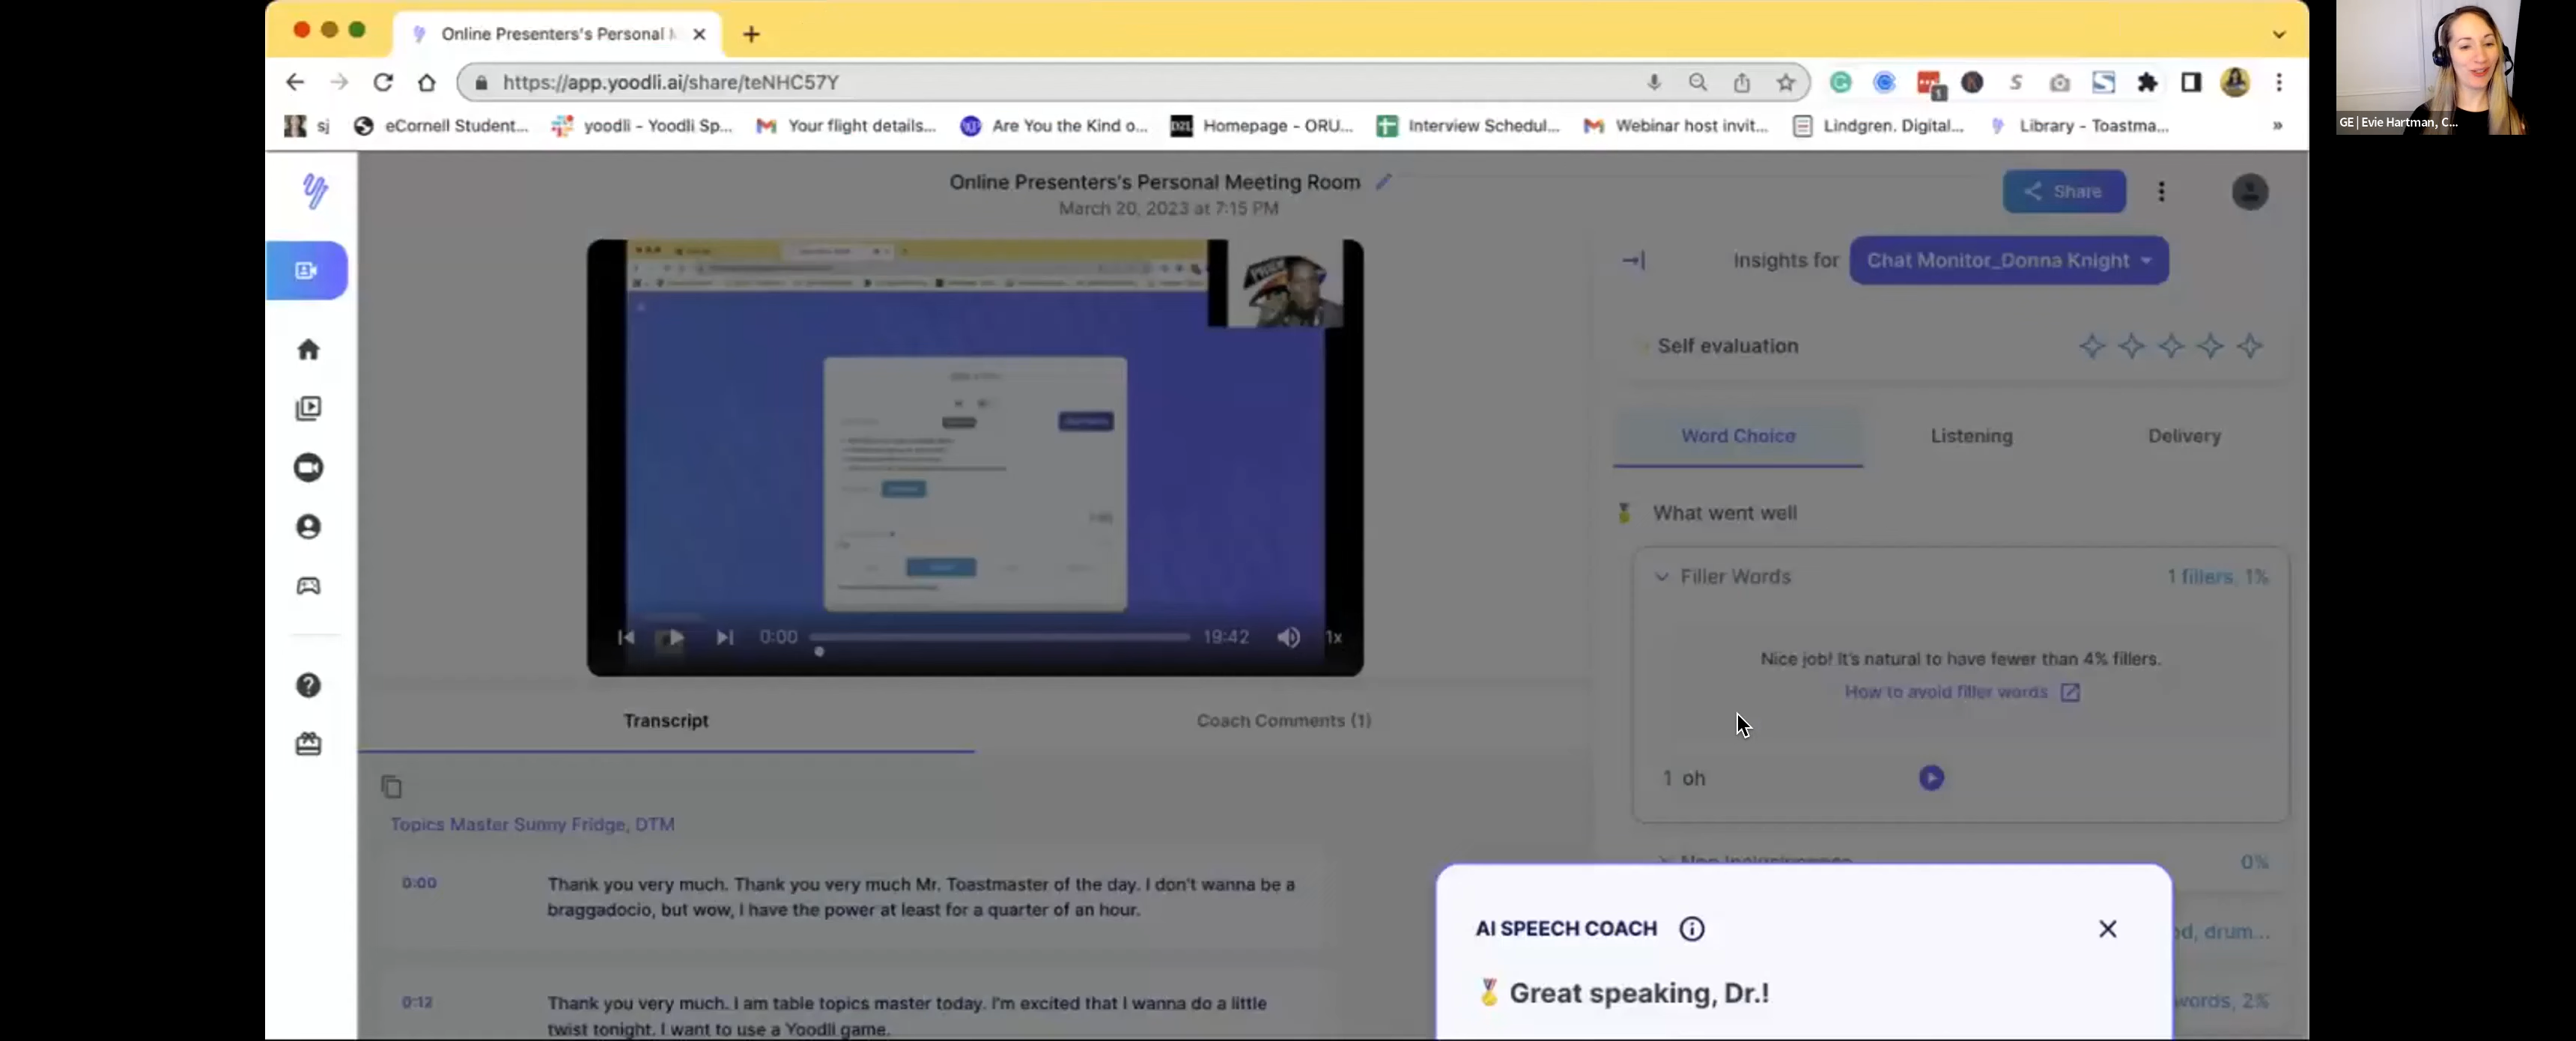 Online Presenters's Personal M
https://app.yoodli.ai/share/teNHC57Y
1
sj
eCornell Student...
yoodli - Yoodli Sp...
Your flight details...
Are You the Kind o...
D2L
Homepage - ORU...
Interview Schedul...
Webinar host invit...
Lindgren. Digital...
Library - Toastma...
»
GE | Evie Hartman, C...
Online Presenters's Personal Meeting Room
March 20, 2023 at 7:15 PM
Share
Insights for
Chat Monitor_Donna Knight
Self evaluation
Word Choice
Listening
Delivery
What went well
Filler Words
1 fillers, 1%
Nice job! It's natural to have fewer than 4% fillers.
How to avoid filler words
1 oh
0:00
19:42
1x
Transcript
Coach Comments (1)
Topics Master Sunny Fridge, DTM
0:00
Thank you very much. Thank you very much Mr. Toastmaster of the day. I don't wanna be a
braggadocio, but wow, I have the power at least for a quarter of an hour.
0:12
Thank you very much. I am table topics master today. I'm excited that I wanna do a little
twist tonight. I want to use a Yoodli game.
0%
drum...
words, 2%
AI SPEECH COACH
Great speaking, Dr.!